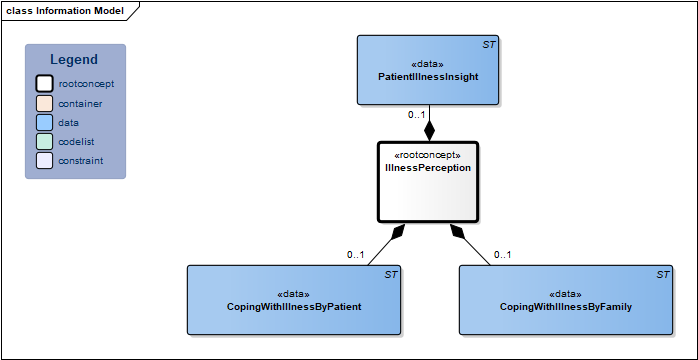 class Information Model
Legend
rootconcept
container
data
codelist
constraint
ST
«data»
PatientIllnessInsight
0..1
«rootconcept»
IllnessPerception
0..1
0..1
ST
«data»
CopingWithIllnessByPatient
ST
«data»
CopingWithIllnessByFamily